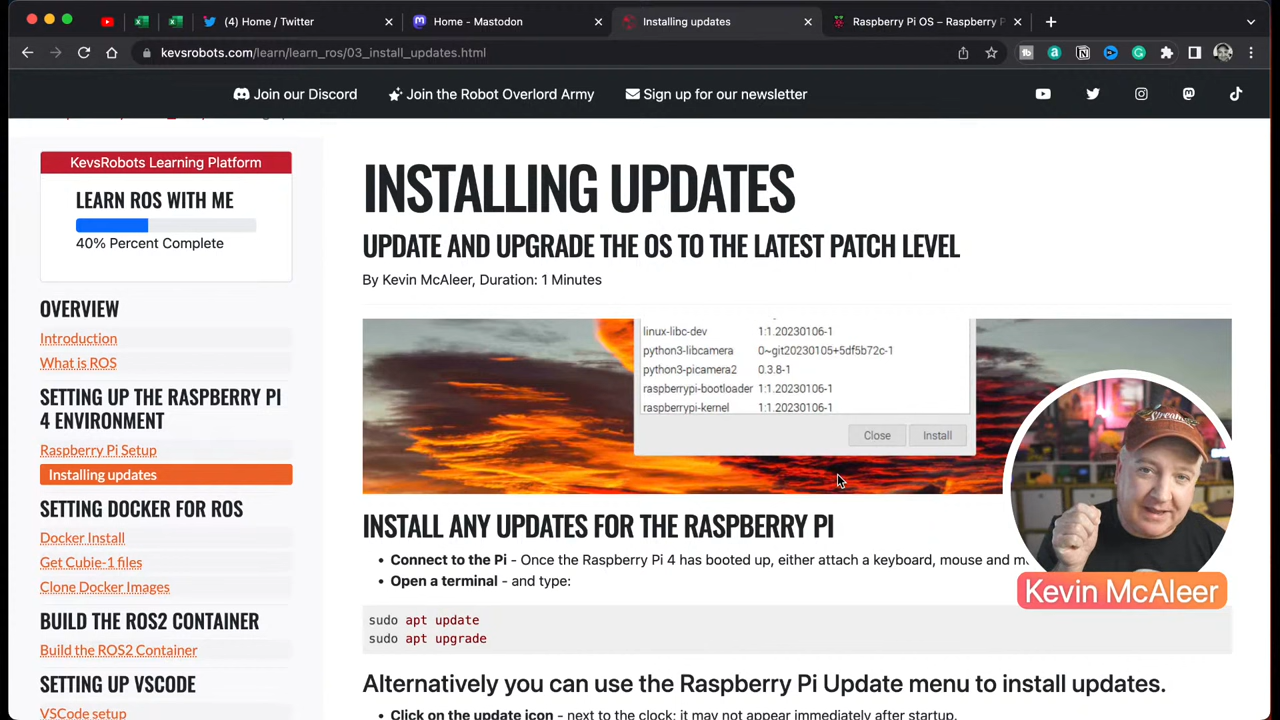 (4) Home / Twitter
Home - Mastodon
Installing updates
Raspberry Pi OS – Raspberry P
kevsrobots.com/learn/learn_ros/03_install_updates.html
Join our Discord
Join the Robot Overlord Army
Sign up for our newsletter
KevsRobots Learning Platform
LEARN ROS WITH ME
40% Percent Complete
OVERVIEW
Introduction
What is ROS
SETTING UP THE RASPBERRY PI
4 ENVIRONMENT
Raspberry Pi Setup
Installing updates
SETTING DOCKER FOR ROS
Docker Install
Get Cubie-1 files
Clone Docker Images
BUILD THE ROS2 CONTAINER
Build the ROS2 Container
SETTING UP VSCODE
VSCode setup
INSTALLING UPDATES
UPDATE AND UPGRADE THE OS TO THE LATEST PATCH LEVEL
By Kevin McAleer, Duration: 1 Minutes
linux-libc-dev 1:1.20230106-1
python3-libcamera 0~git20230105+5df5b72c-1
python3-picamera2 0.3.8-1
raspberrypi-bootloader 1:1.20230106-1
raspberrypi-kernel 1:1.20230106-1
Close Install
INSTALL ANY UPDATES FOR THE RASPBERRY PI
• Connect to the Pi - Once the Raspberry Pi 4 has booted up, either attach a keyboard, mouse and m
• Open a terminal - and type:
sudo apt update
sudo apt upgrade
Alternatively you can use the Raspberry Pi Update menu to install updates.
• Click on the update icon - next to the clock; it may not appear immediately after startup.
Kevin McAleer